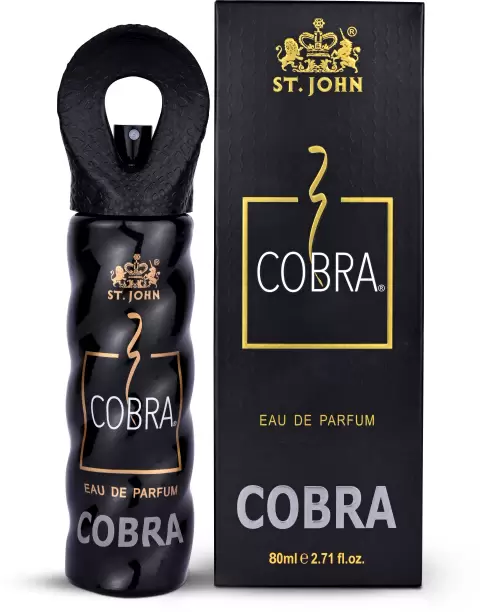 ST. JOHN
COBRA®
EAU DE PARFUM
COBRA
®
ST. JOHN
COBRA®
EAU DE PARFUM
COBRA
80ml e 2.71 fl.oz.